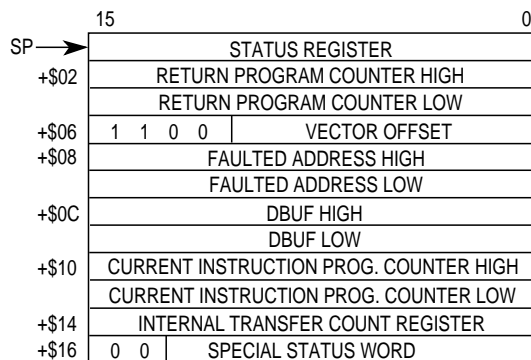 15 0
SP STATUS REGISTER
+$02 RETURN PROGRAM COUNTER HIGH
RETURN PROGRAM COUNTER LOW
+$06 1 1 0 0 VECTOR OFFSET
+$08 FAULTED ADDRESS HIGH
FAULTED ADDRESS LOW
+$0C DBUF HIGH
DBUF LOW
+$10 CURRENT INSTRUCTION PROG. COUNTER HIGH
CURRENT INSTRUCTION PROG. COUNTER LOW
+$14 INTERNAL TRANSFER COUNT REGISTER
+$16 0 0 SPECIAL STATUS WORD